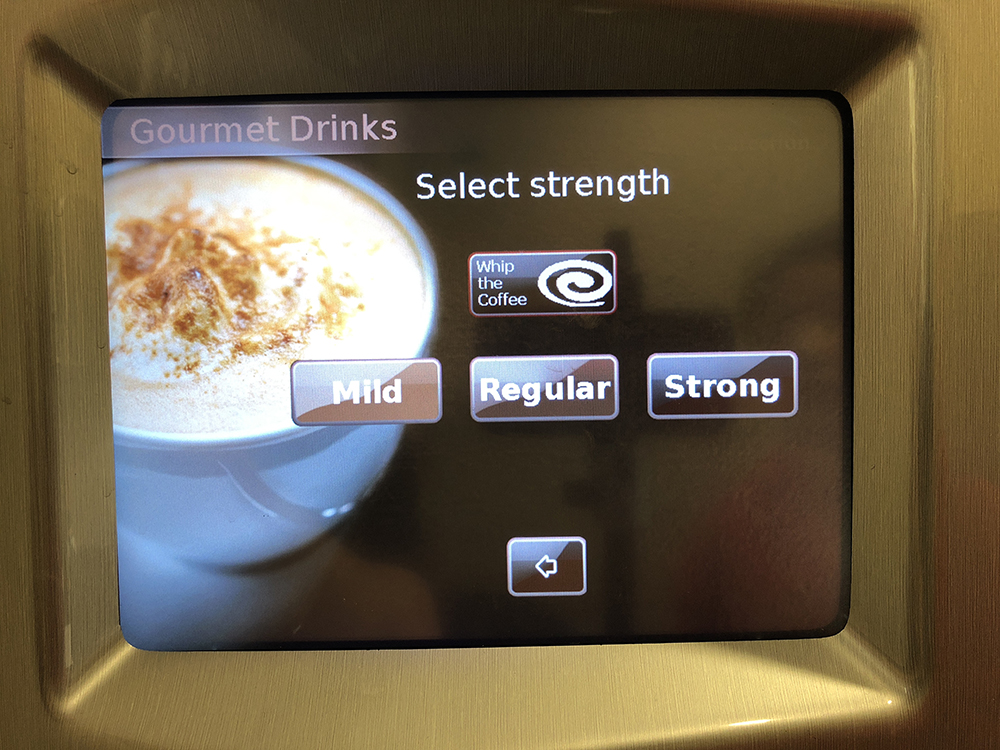 Gourmet Drinks
Select strength
Whip
the
Coffee
Mild
Regular
Strong